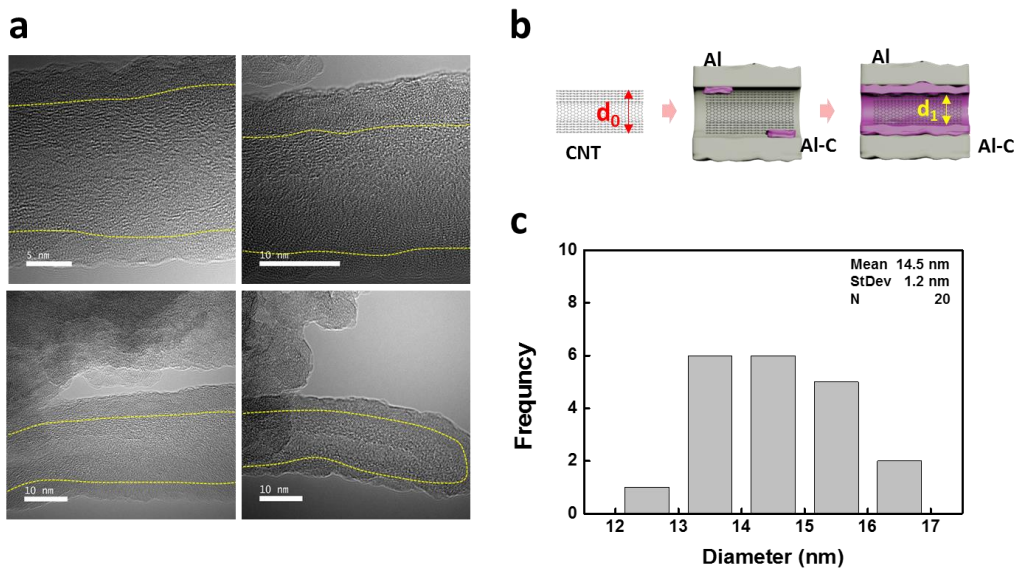 a
5 nm
10 nm
10 nm
10 nm
b
Al
Al
d0
d1
CNT
Al-C
Al-C
c
10
8
6
4
2
0
Mean 14.5 nm
StDev 1.2 nm
N 20
Frequncy
12 13 14 15 16 17
Diameter (nm)